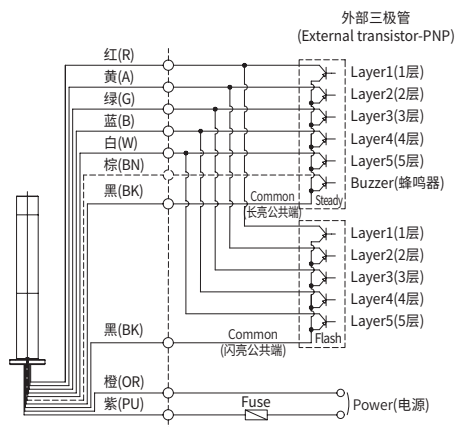 外部三极管
(External transistor-PNP)
红(R)
黄(A)
绿(G)
蓝(B)
白(W)
棕(BN)
黑(BK)
Layer1(1层)
Layer2(2层)
Layer3(3层)
Layer4(4层)
Layer5(5层)
Buzzer(蜂鸣器)
Common
(长亮公共端)
Steady
Layer1(1层)
Layer2(2层)
Layer3(3层)
Layer4(4层)
Layer5(5层)
黑(BK)
Common
(闪亮公共端)
Flash
橙(OR)
紫(PU)
Fuse
Power(电源)